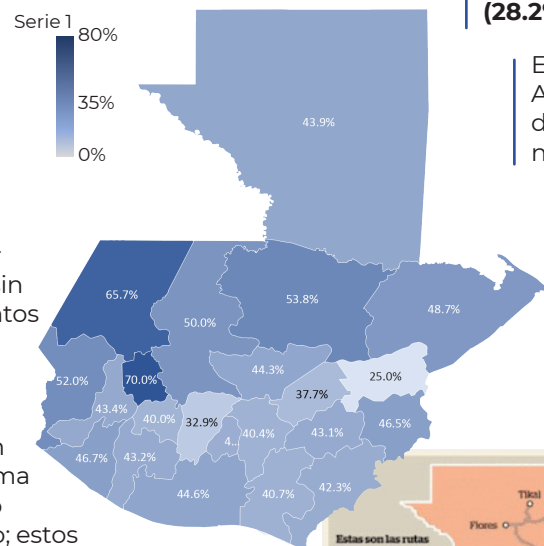 Serie 1
80%
35%
0%
(28.2
E
A
d
n
43.9%
in
tos
65.7%
50.0%
53.8%
48.7%
52.0%
70.0%
44.3%
37.7%
25.0%
43.4%
40.0%
32.9%
4...
40.4%
43.1%
46.5%
46.7%
43.2%
44.6%
40.7%
42.3%
n
ma
o
o; estos
Tikal
Flores
Estas son las rutas